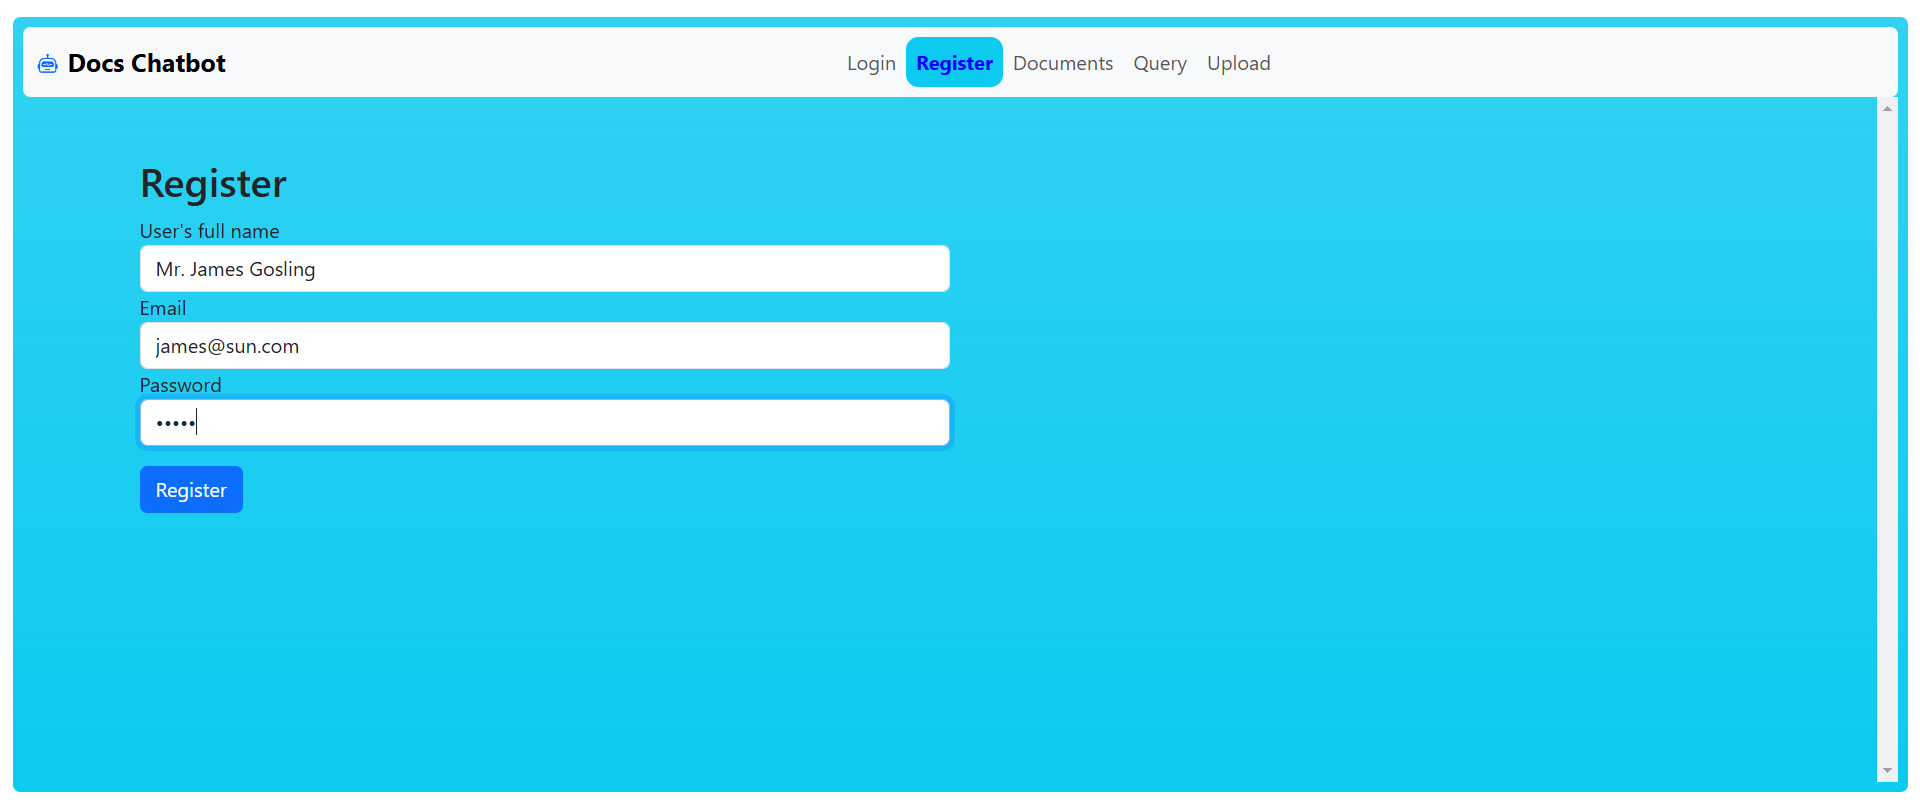 Docs Chatbot
Login Register Documents Query Upload
Register
User's full name
Mr. James Gosling
Email
james@sun.com
Password
•••••
Register